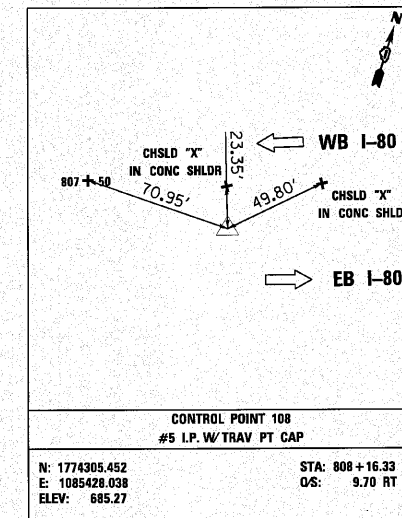 N
WB I-80
23.35'
CHSLD "X"
IN CONC SHLDR
807 + 50
70.95'
49.80'
CHSLD "X"
IN CONC SHLD
EB I-80
CONTROL POINT 108
#5 I.P. W/TRAV PT CAP
N: 1774305.452
E: 1085428.038
ELEV: 685.27
STA: 808+16.33
O/S: 9.70 RT